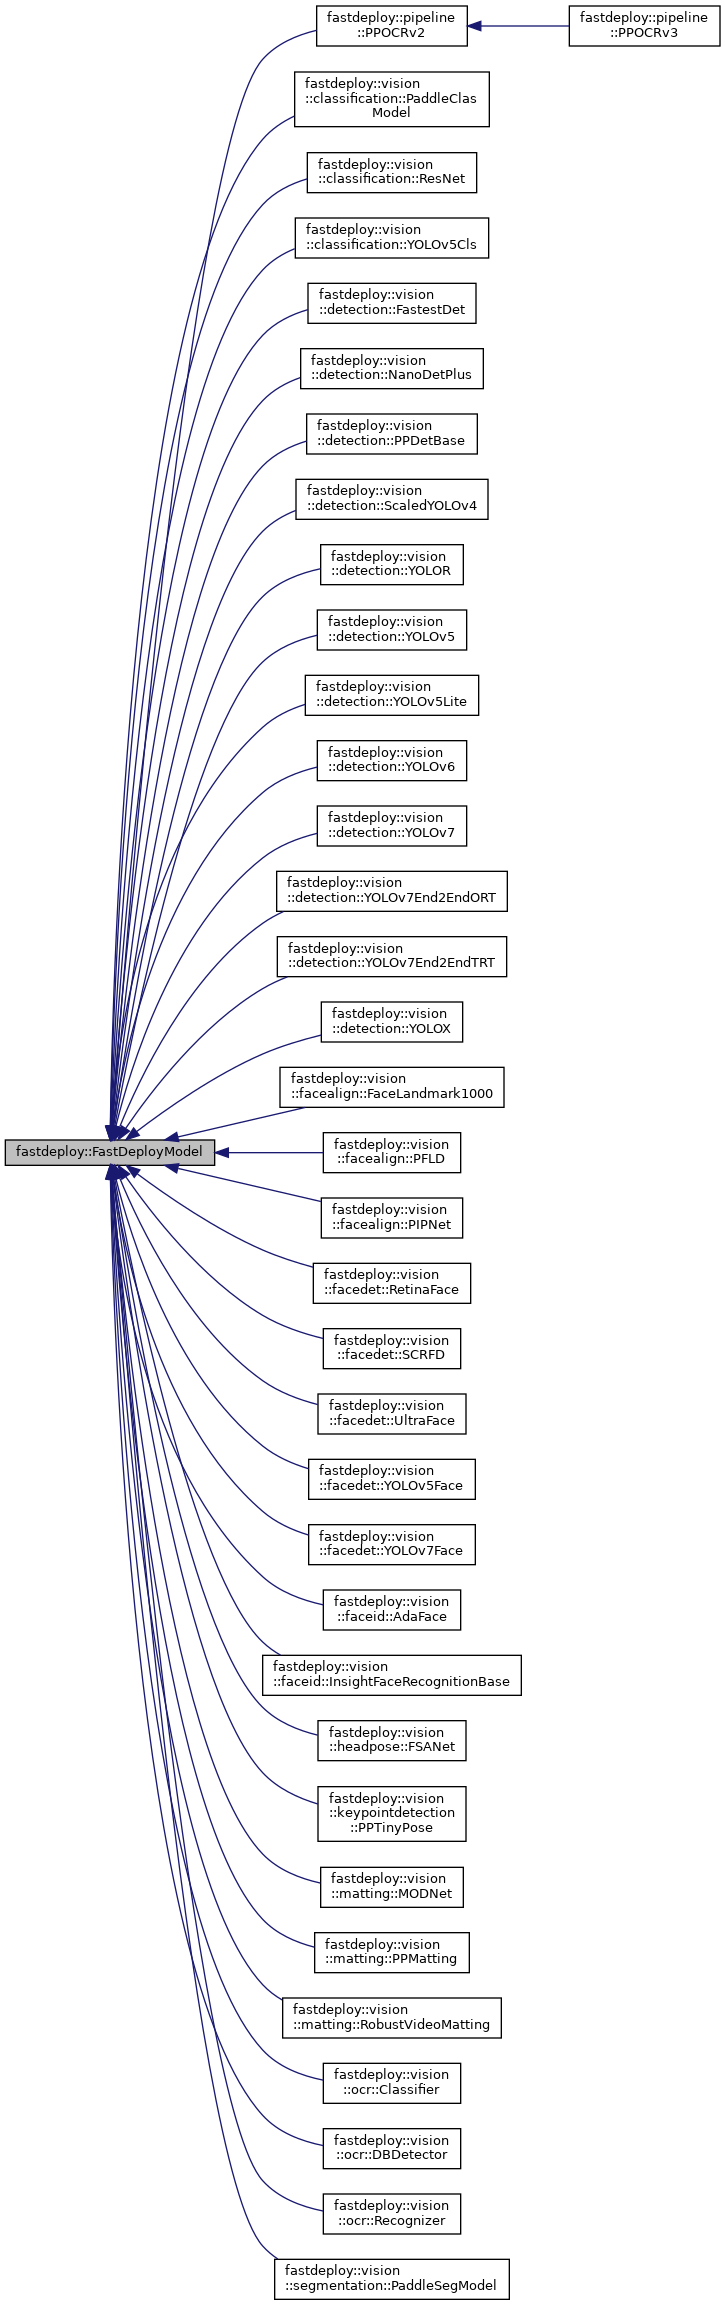 fastdeploy::pipeline
::PPOCRv2
fastdeploy::pipeline
::PPOCRv3
fastdeploy::vision
::classification::PaddleClas
Model
fastdeploy::vision
::classification::ResNet
fastdeploy::vision
::classification::YOLOv5Cls
fastdeploy::vision
::detection::FastestDet
fastdeploy::vision
::detection::NanoDetPlus
fastdeploy::vision
::detection::PPDetBase
fastdeploy::vision
::detection::ScaledYOLOv4
fastdeploy::vision
::detection::YOLOR
fastdeploy::vision
::detection::YOLOv5
fastdeploy::vision
::detection::YOLOv5Lite
fastdeploy::vision
::detection::YOLOv6
fastdeploy::vision
::detection::YOLOv7
fastdeploy::vision
::detection::YOLOv7End2EndORT
fastdeploy::vision
::detection::YOLOv7End2EndTRT
fastdeploy::vision
::detection::YOLOX
fastdeploy::vision
::facealign::FaceLandmark1000
fastdeploy::FastDeployModel
fastdeploy::vision
::facealign::PFLD
fastdeploy::vision
::facealign::PIPNet
fastdeploy::vision
::facedet::RetinaFace
fastdeploy::vision
::facedet::SCRFD
fastdeploy::vision
::facedet::UltraFace
fastdeploy::vision
::facedet::YOLOv5Face
fastdeploy::vision
::facedet::YOLOv7Face
fastdeploy::vision
::faceid::AdaFace
fastdeploy::vision
::faceid::InsightFaceRecognitionBase
fastdeploy::vision
::headpose::FSANet
fastdeploy::vision
::keypointdetection
::PPTinyPose
fastdeploy::vision
::matting::MODNet
fastdeploy::vision
::matting::PPMatting
fastdeploy::vision
::matting::RobustVideoMatting
fastdeploy::vision
::ocr::Classifier
fastdeploy::vision
::ocr::DBDetector
fastdeploy::vision
::ocr::Recognizer
fastdeploy::vision
::segmentation::PaddleSegModel